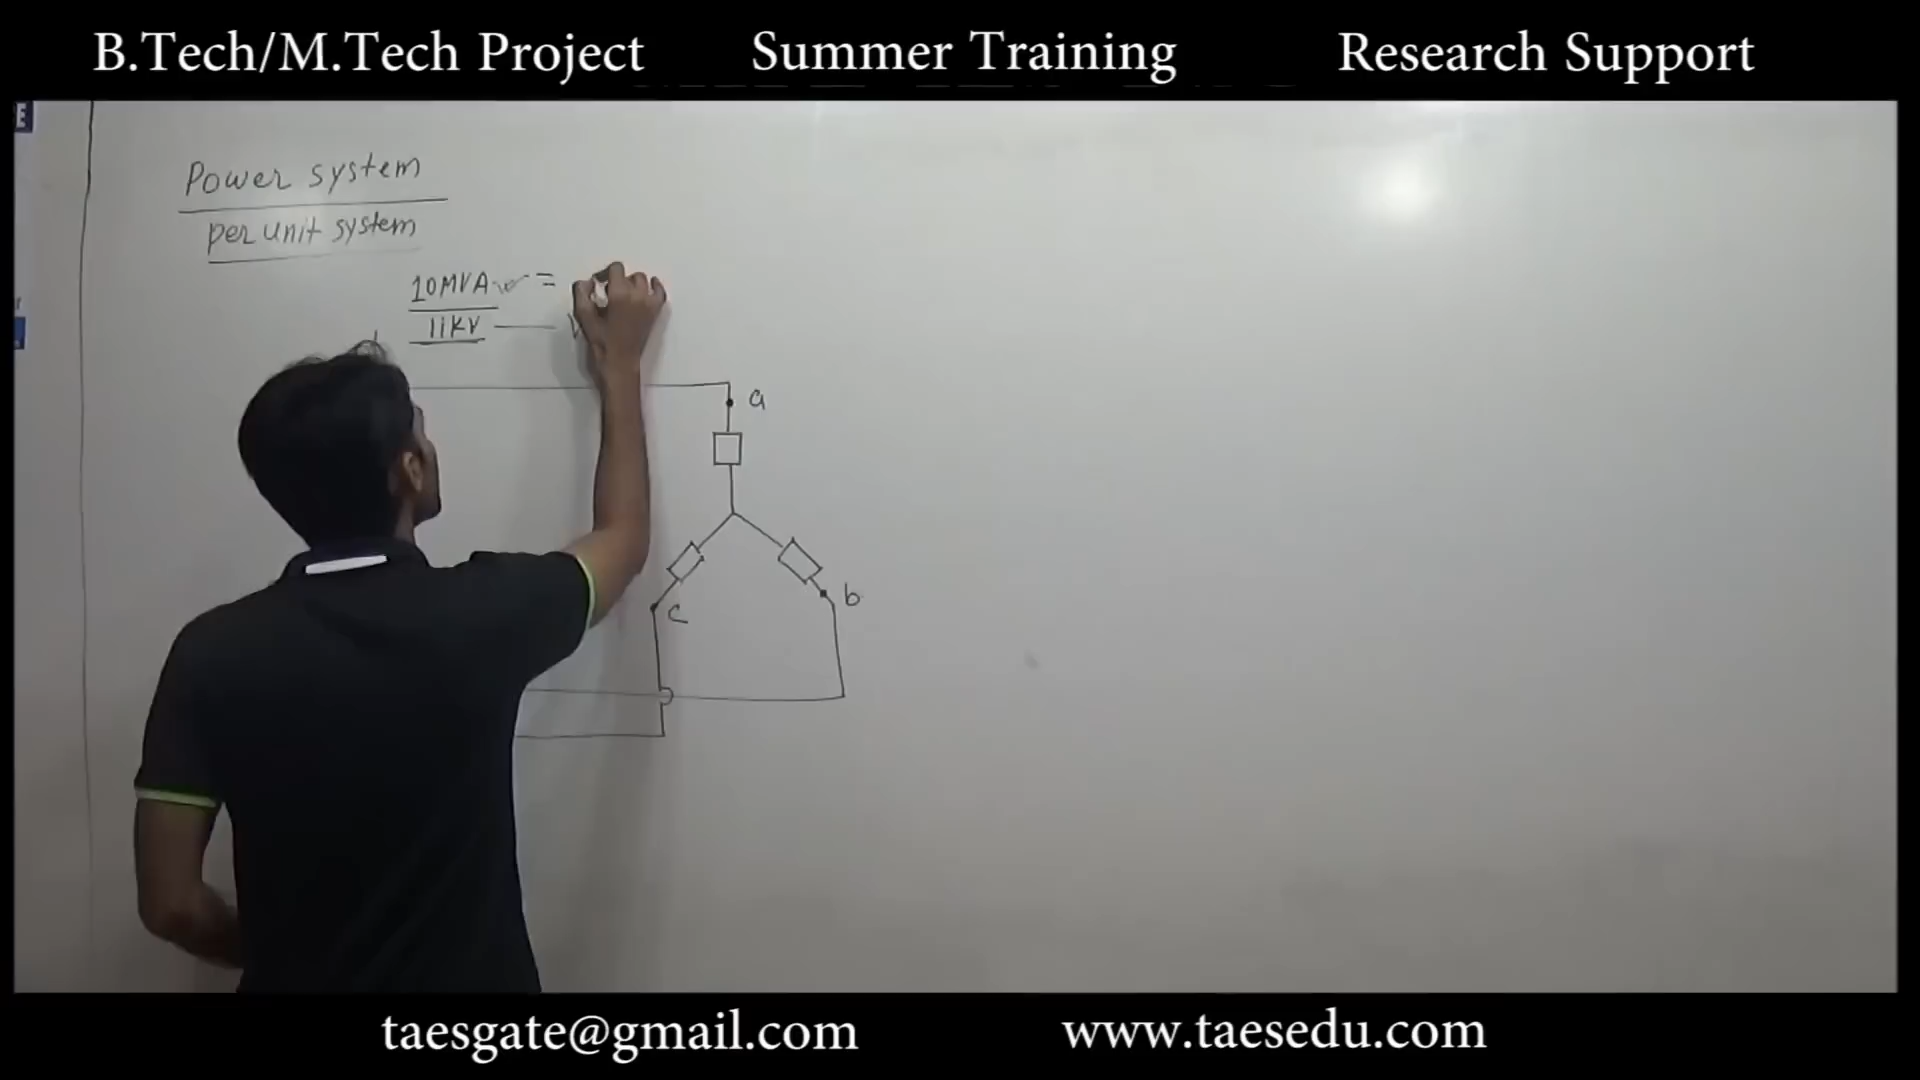 B.Tech/M.Tech Project Summer Training Research Support
E
Power system
per unit system
10MVA =
11KV
a
b
c
taesgate@gmail.com www.taesedu.com